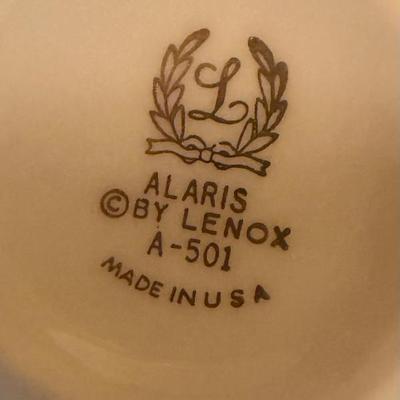 L
ALARIS
©BY LENOX
A-501
MADE IN USA